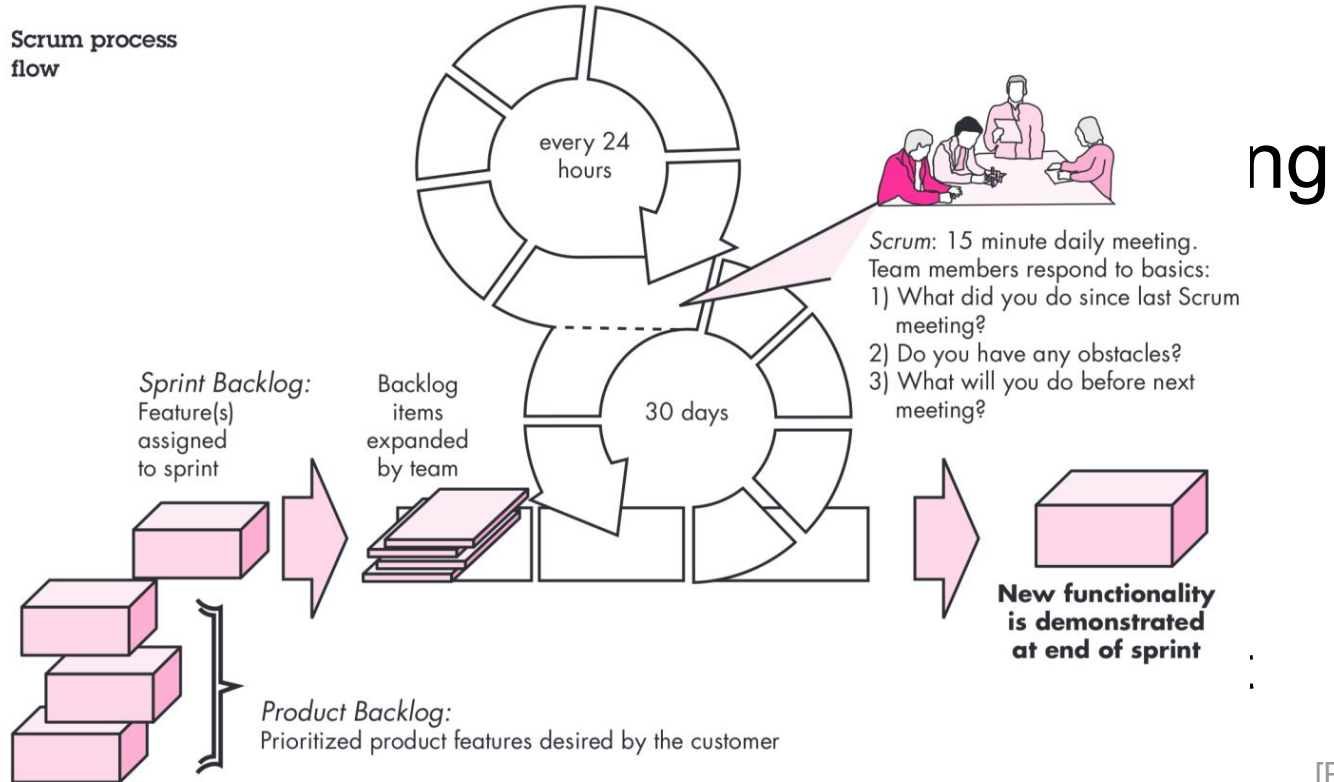 Scrum process
flow
every 24
hours
ng
Scrum: 15 minute daily meeting.
Team members respond to basics:
1) What did you do since last Scrum
meeting?
2) Do you have any obstacles?
3) What will you do before next
meeting?
Sprint Backlog:
Feature(s)
assigned
to sprint
Backlog
items
expanded
by team
30 days
New functionality
is demonstrated
at end of sprint
Product Backlog:
Prioritized product features desired by the customer